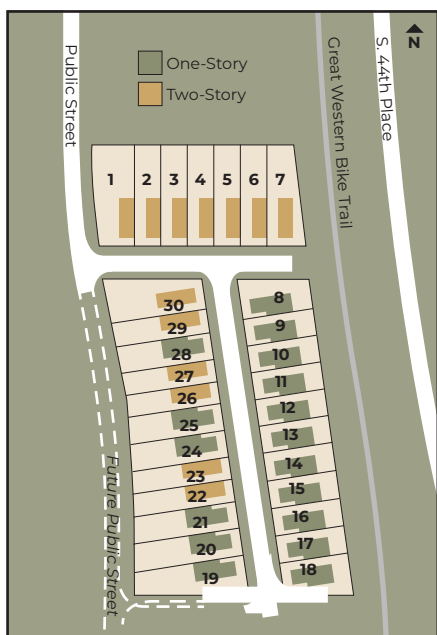 N
Public Street
One-Story
Two-Story
Great Western Bike Trail
S. 44th Place
1 2 3 4 5 6 7
8
9
10
11
12
13
14
15
16
17
18
30
29
28
27
26
25
24
23
22
21
20
19
Future Public Street